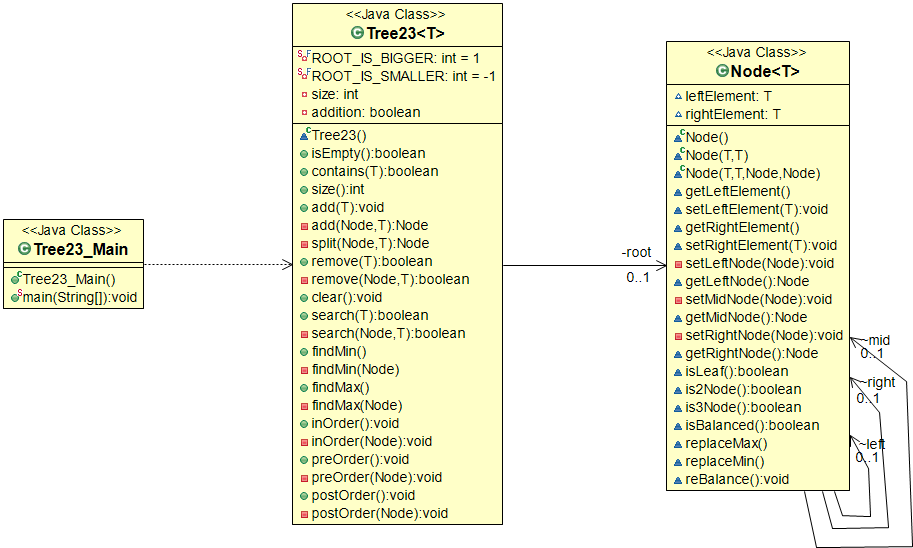 <<Java Class>>
Tree23_Main
Tree23_Main()
main(String[]):void
<<Java Class>>
Tree23<T>
ROOT_IS_BIGGER: int = 1
ROOT_IS_SMALLER: int = -1
size: int
addition: boolean
Tree23()
isEmpty():boolean
contains(T):boolean
size():int
add(T):void
add(Node,T):Node
split(Node,T):Node
remove(T):boolean
remove(Node,T):boolean
clear():void
search(T):boolean
search(Node,T):boolean
findMin()
findMin(Node)
findMax()
findMax(Node)
inOrder():void
inOrder(Node):void
preOrder():void
preOrder(Node):void
postOrder():void
postOrder(Node):void
-root
0..1
<<Java Class>>
Node<T>
leftElement: T
rightElement: T
Node()
Node(T,T)
Node(T,T,Node,Node)
getLeftElement()
setLeftElement(T):void
getRightElement()
setRightElement(T):void
setLeftNode(Node):void
getLeftNode():Node
setMidNode(Node):void
getMidNode():Node
setRightNode(Node):void
getRightNode():Node
isLeaf():boolean
is2Node():boolean
is3Node():boolean
isBalanced():boolean
replaceMax()
replaceMin()
reBalance():void
~mid
0..1
~right
0..1
~left
0..1